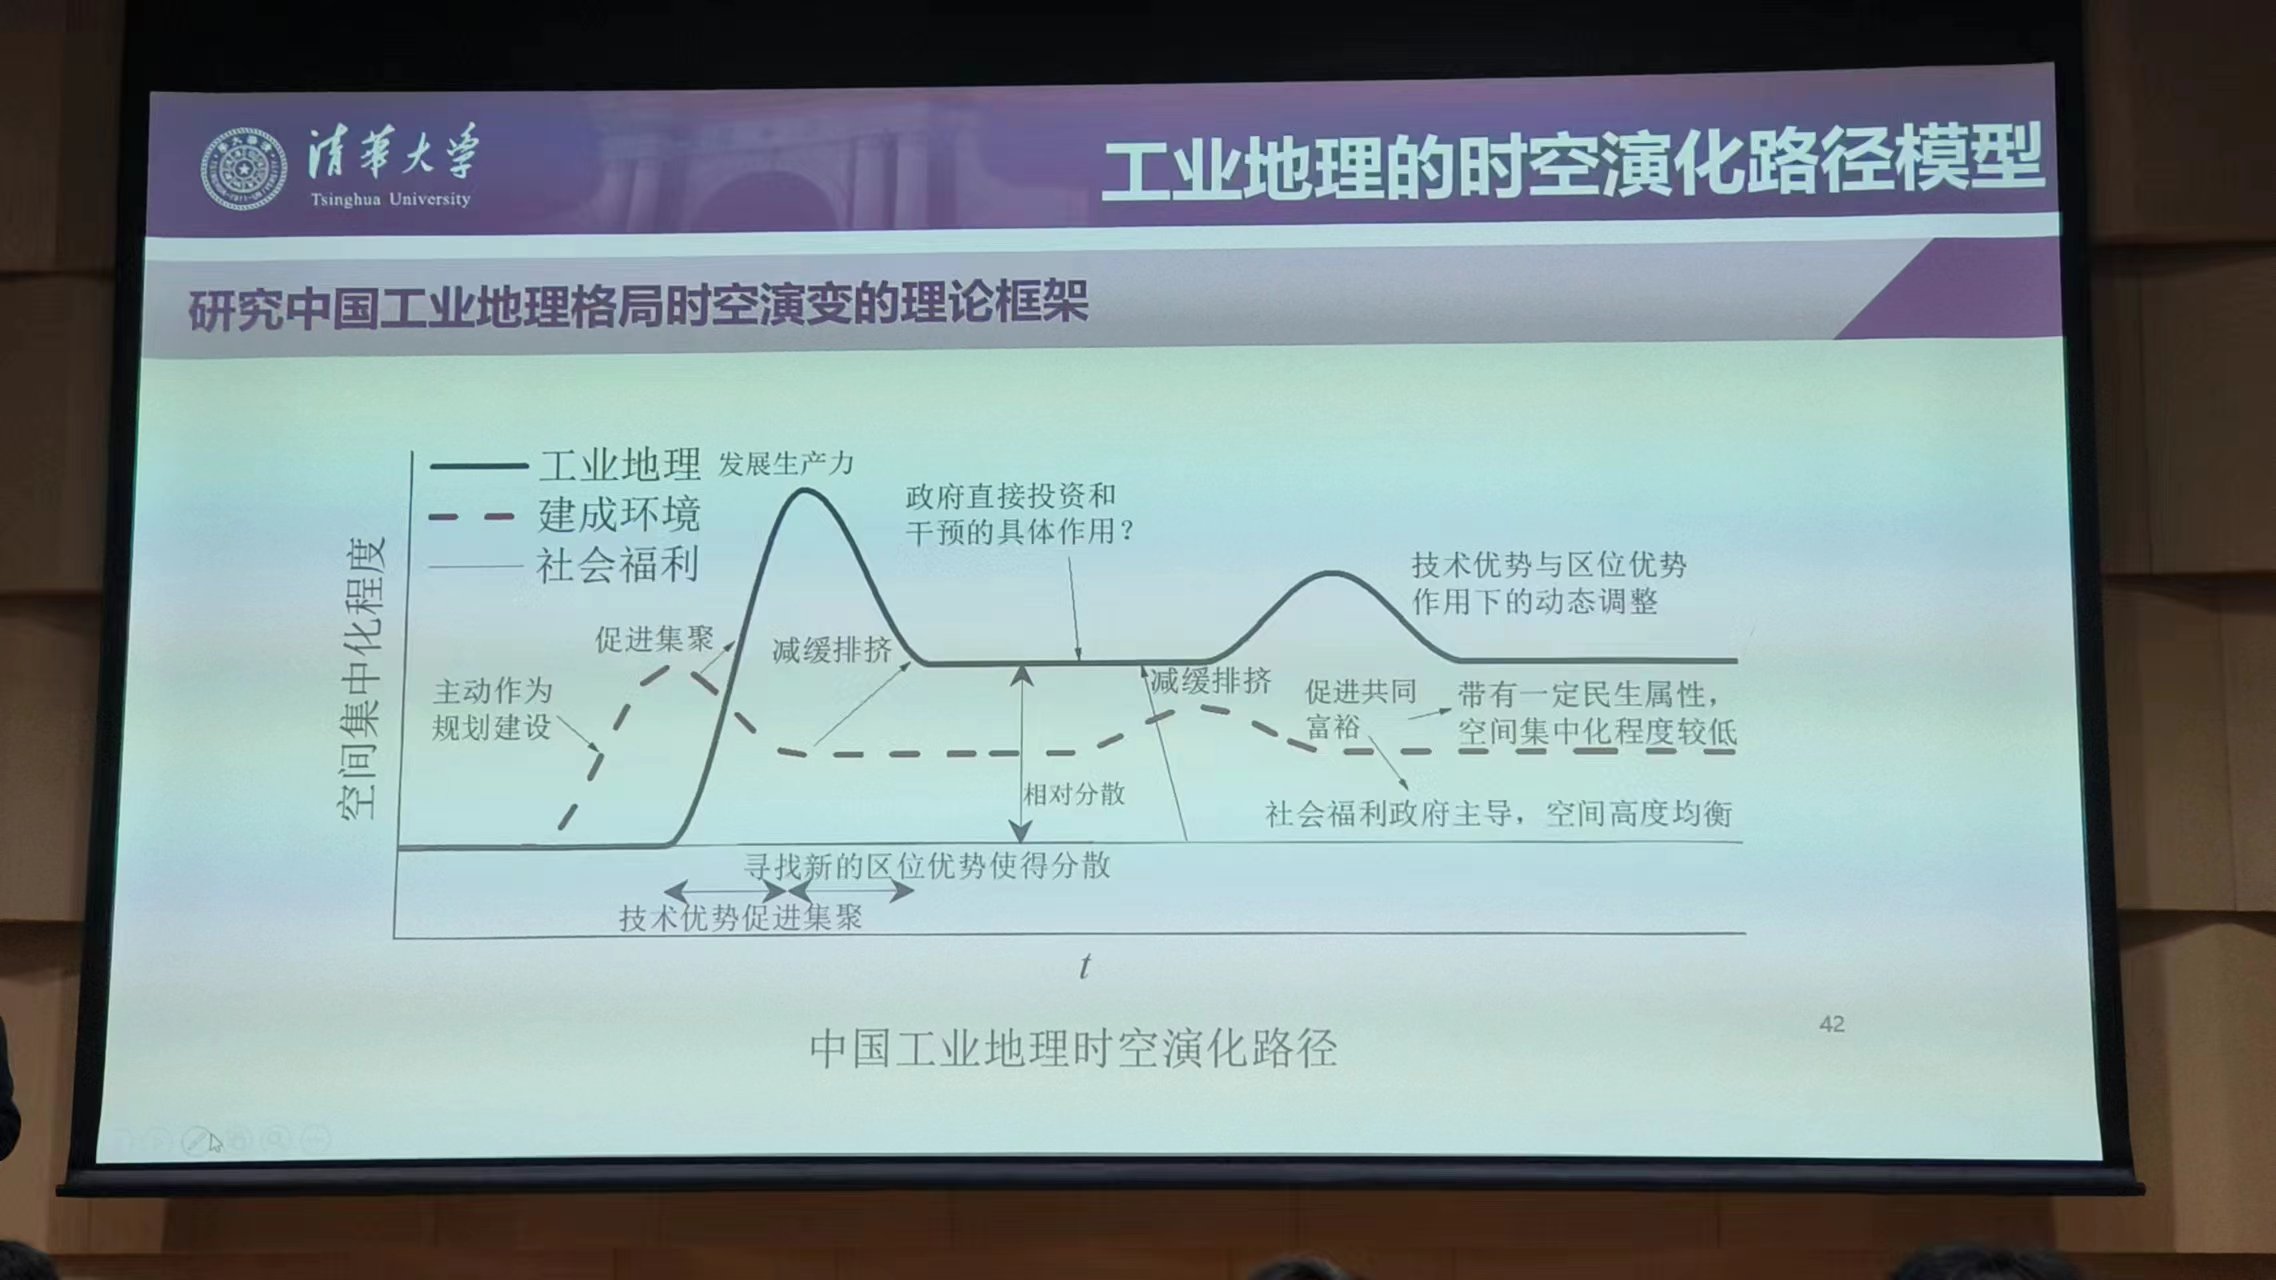 清华大学
Tsinghua University
工业地理的时空演化路径模型
研究中国工业地理格局时空演变的理论框架
空间集中化程度
工业地理
建成环境
社会福利
发展生产力
政府直接投资和
干预的具体作用？
技术优势与区位优势
作用下的动态调整
促进集聚
减缓排挤
主动作为
规划建设
减缓排挤
促进共同
富裕
带有一定民生属性，
空间集中化程度较低
相对分散
社会福利政府主导，空间高度均衡
寻找新的区位优势使得分散
技术优势促进集聚
t
中国工业地理时空演化路径
42